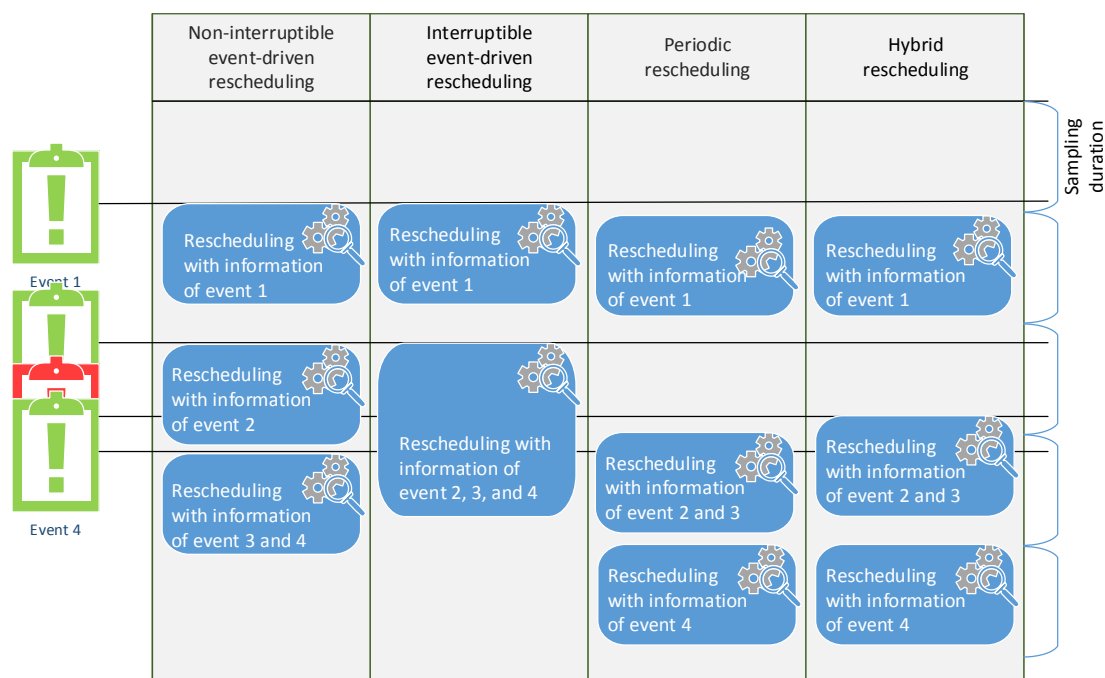 Non-interruptible
event-driven
rescheduling
Interruptible
event-driven
rescheduling
Periodic
rescheduling
Hybrid
rescheduling
Sampling
duration
Event 1
Rescheduling
with information
of event 1
Rescheduling
with information
of event 1
Rescheduling
with information
of event 1
Rescheduling
with information
of event 1
Rescheduling
with information
of event 2
Rescheduling with
information of
event 2, 3, and 4
Rescheduling
with information
of event 2 and 3
Rescheduling
with information
of event 2 and 3
Rescheduling
with information
of event 3 and 4
Event 4
Rescheduling
with information
of event 4
Rescheduling
with information
of event 4